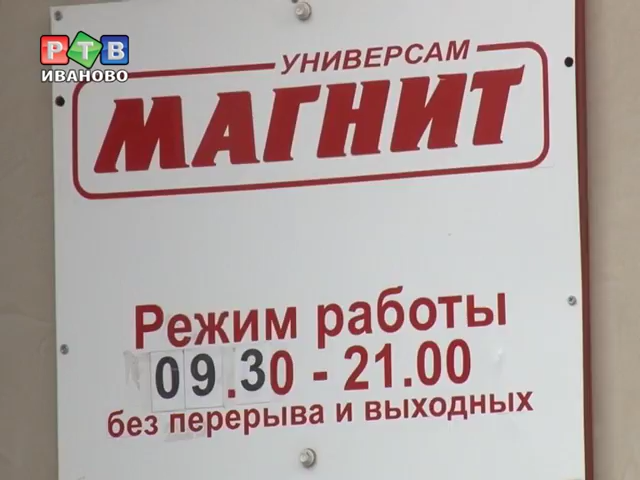 РТВ
ИВАНОВО
УНИВЕРСАМ
МАГНИТ
Режим работы
09.30 - 21.00
без перерыва и выходных